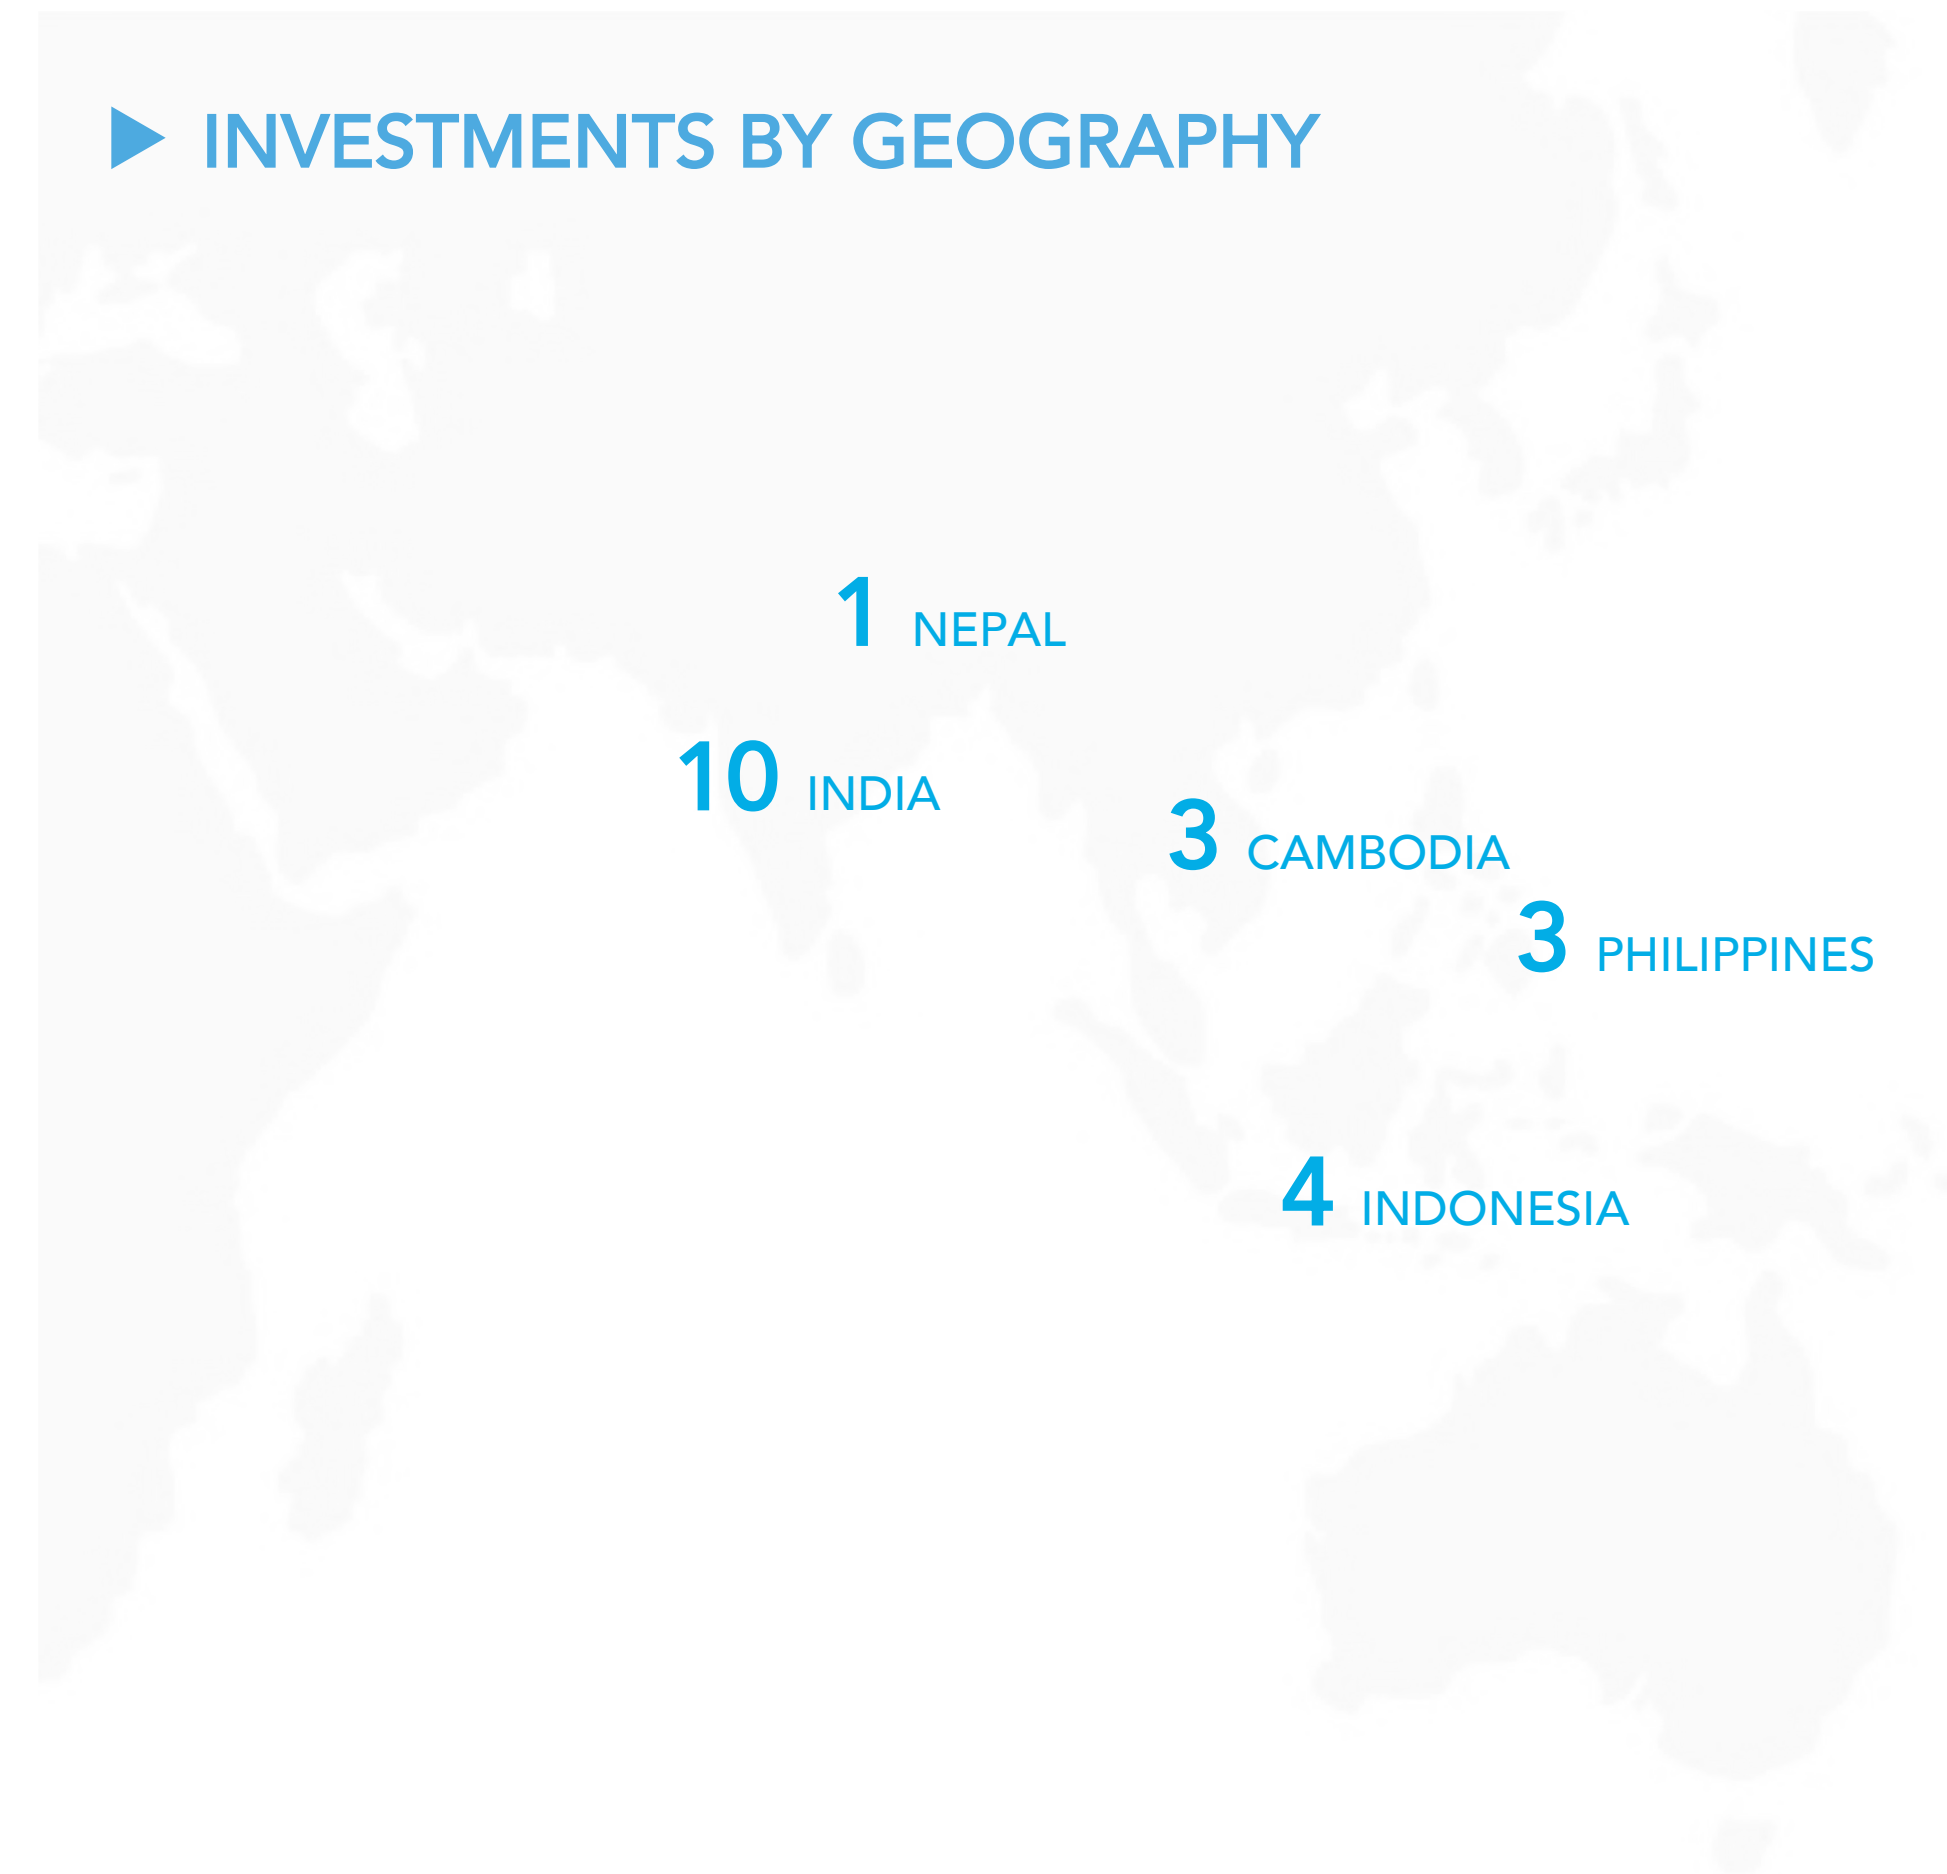 INVESTMENTS BY GEOGRAPHY
1 NEPAL
10 INDIA
3 CAMBODIA
3 PHILIPPINES
4 INDONESIA